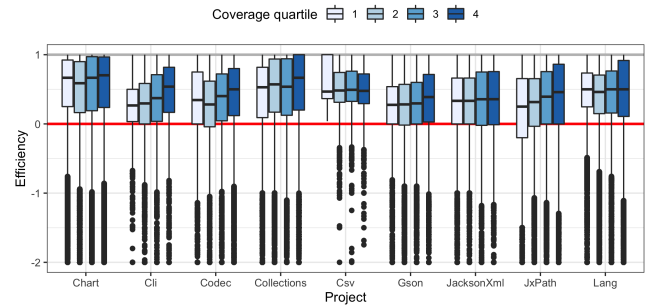 Coverage quartile 1 2 3 4
1
0
-1
-2
Efficiency
Chart Cli Codec Collections Csv Gson JacksonXml JxPath Lang
Project